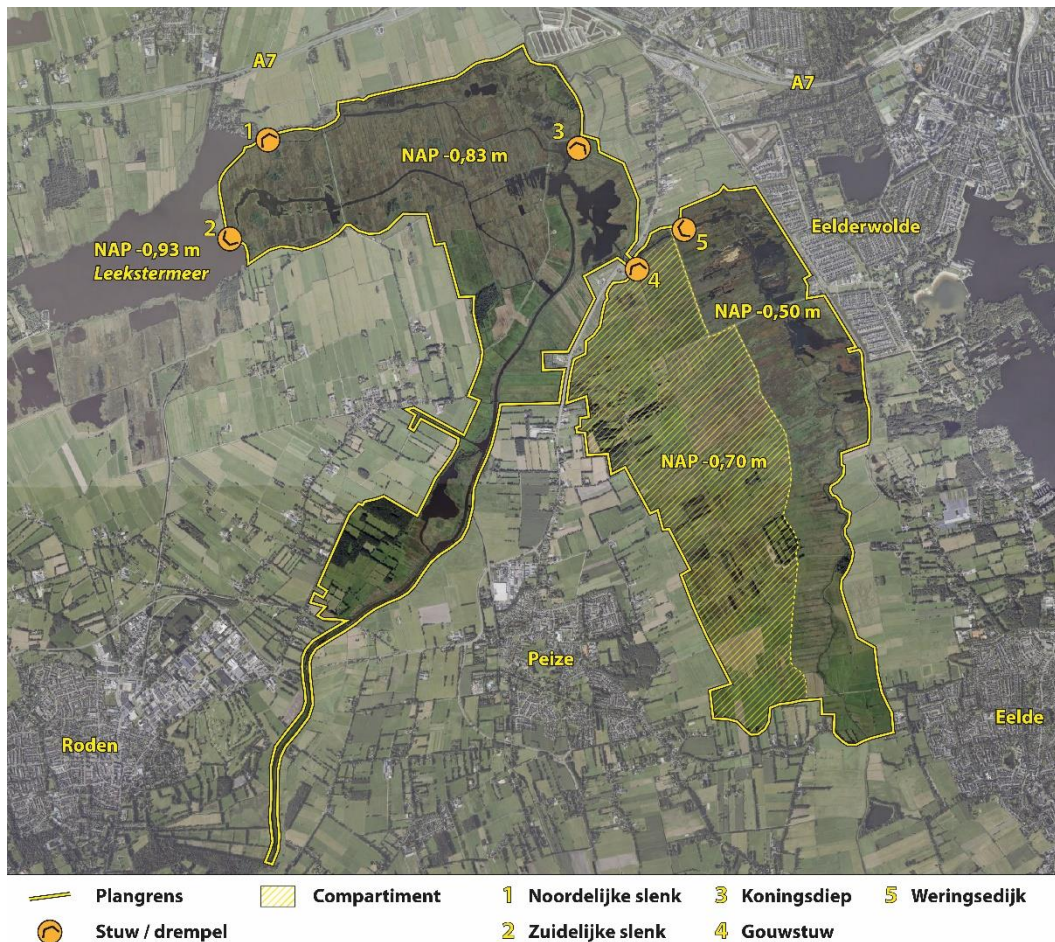 A7
A7
1
3
NAP -0,83 m
2
NAP -0,93 m
Leekstermeer
5
Eelderwolde
4
NAP -0,50 m
NAP -0,70 m
Peize
Eelde
Roden
Plangrens
Compartiment
1 Noordelijke slenk
3 Koningsdiep
5 Weringsedijk
Stuw / drempel
2 Zuidelijke slenk
4 Gouwstuw